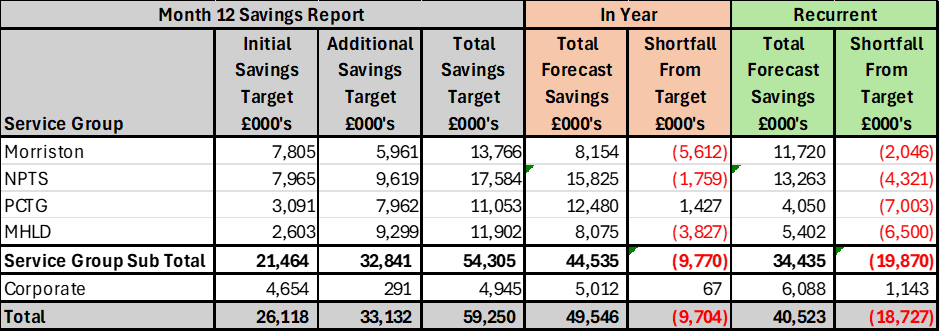 Month 12 Savings Report In Year Recurrent
Service Group Initial Savings Target £000's Additional Savings Target £000's Total Savings Target £000's Total Forecast Savings £000's Shortfall From Target £000's Total Forecast Savings £000's Shortfall From Target £000's
Morriston 7,805 5,961 13,766 8,154 (5,612) 11,720 (2,046)
NPTS 7,965 9,619 17,584 15,825 (1,759) 13,263 (4,321)
PCTG 3,091 7,962 11,053 12,480 1,427 4,050 (7,003)
MHLD 2,603 9,299 11,902 8,075 (3,827) 5,402 (6,500)
Service Group Sub Total 21,464 32,841 54,305 44,535 (9,770) 34,435 (19,870)
Corporate 4,654 291 4,945 5,012 67 6,088 1,143
Total 26,118 33,132 59,250 49,546 (9,704) 40,523 (18,727)